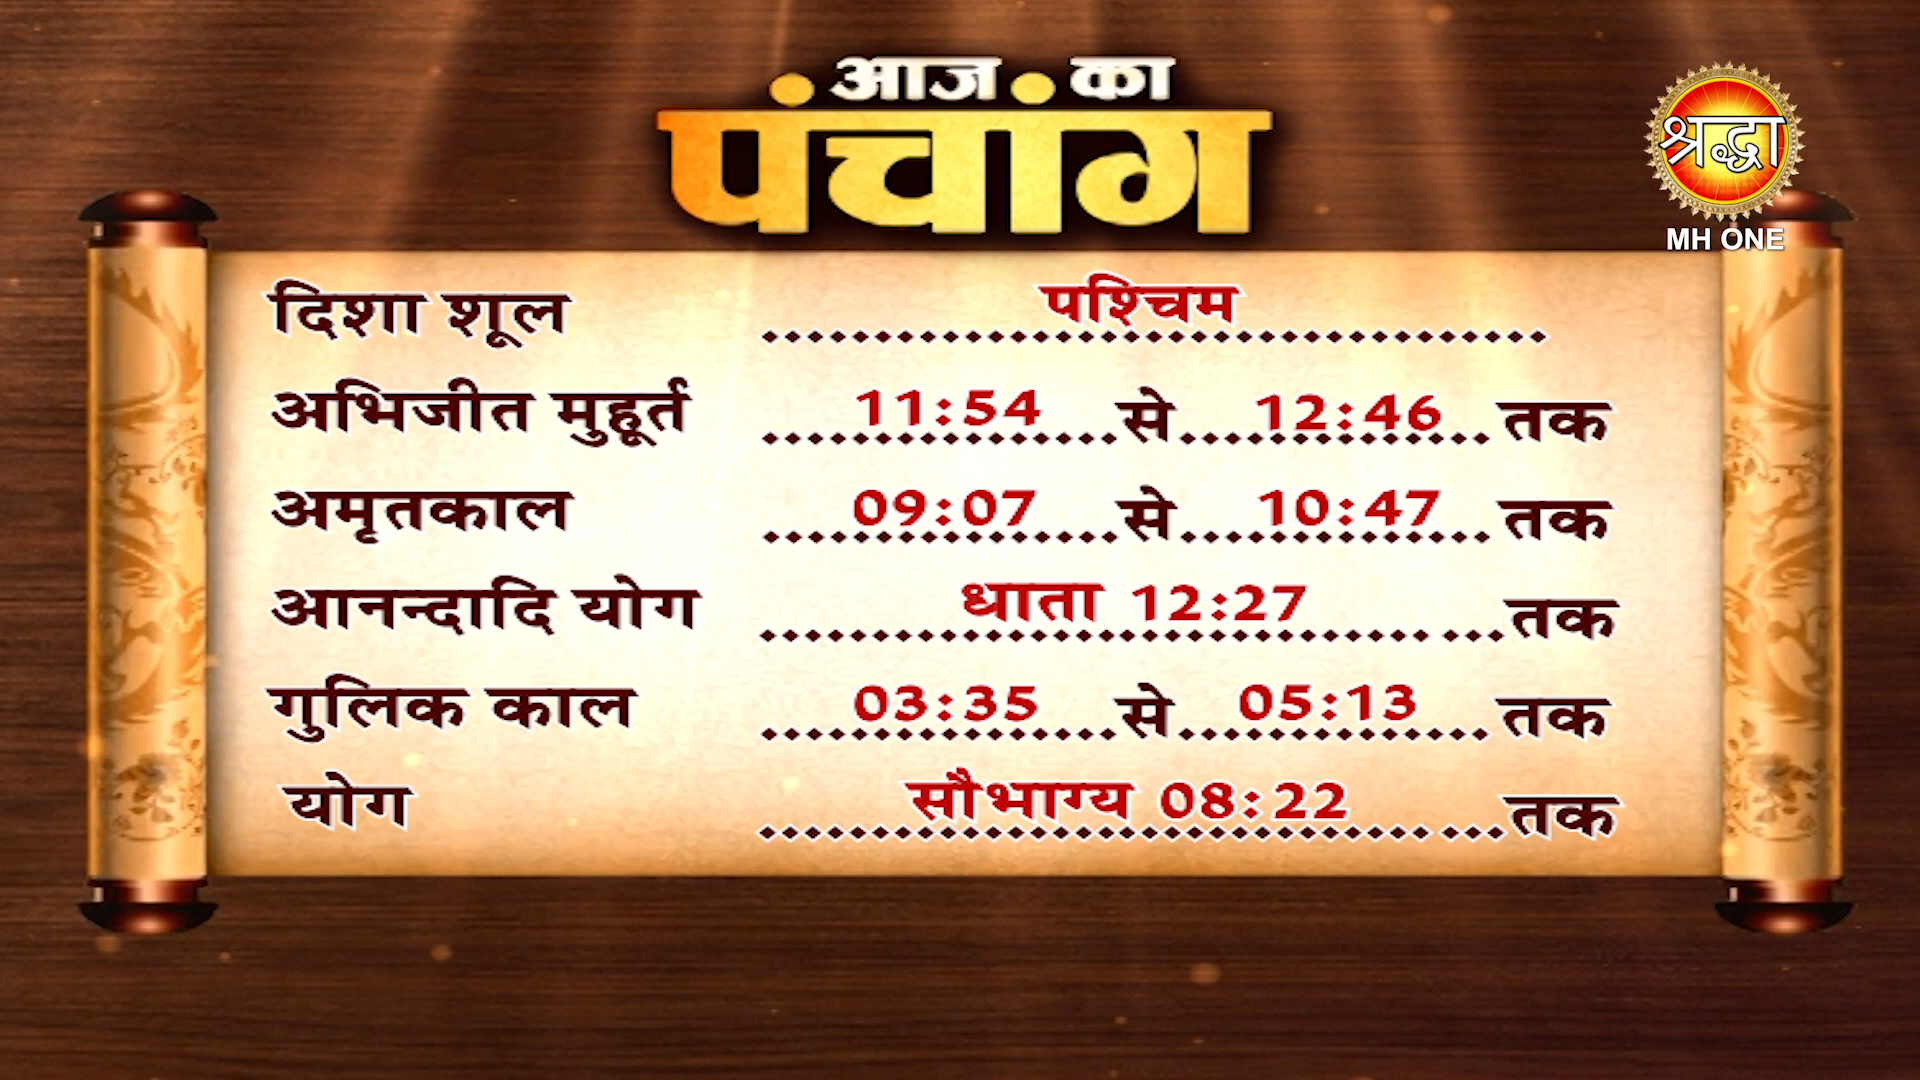 आज का
पंचांग
श्रद्धा
MH ONE
दिशा शूल ........ पश्चिम ........
अभिजीत मुहूर्त ........ 11:54 ........ से ........ 12:46 ........ तक
अमृतकाल ........ 09:07 ........ से ........ 10:47 ........ तक
आनन्दादि योग ........ धाता 12:27 ........ तक
गुलिक काल ........ 03:35 ........ से ........ 05:13 ........ तक
योग ........ सौभाग्य 08:22 ........ तक